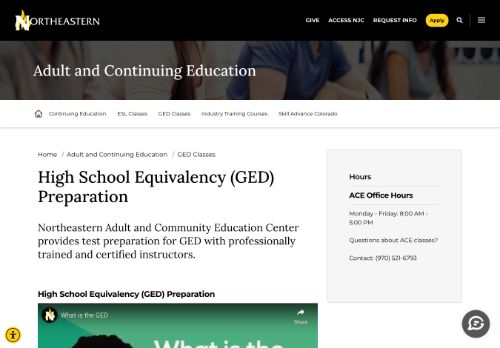 NORTHEASTERN
GIVE ACCESS NJC REQUEST INFO Apply
Adult and Continuing Education
Continuing Education ESL Classes GED Classes Industry Training Courses Skill Advance Colorado
Home / Adult and Continuing Education / GED Classes
High School Equivalency (GED)
Preparation
Northeastern Adult and Community Education Center
provides test preparation for GED with professionally
trained and certified instructors.
High School Equivalency (GED) Preparation
What is the GED
Share
What is the
Hours
ACE Office Hours
Monday - Friday: 8:00 AM -
5:00 PM
Questions about ACE classes?
Contact: (970) 521-6793